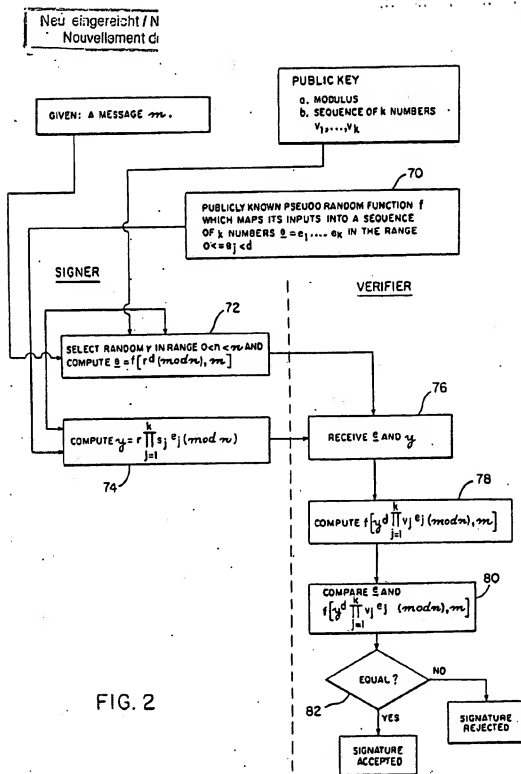 Neu eingereicht / N
Nouvellement d
PUBLIC KEY
a. MODULUS
b. SEQUENCE OF k NUMBERS
v1,...,vk
GIVEN: A MESSAGE m.
70
PUBLICLY KNOWN PSEUDO RANDOM FUNCTION f
WHICH MAPS ITS INPUTS INTO A SEQUENCE
OF k NUMBERS e = e1 .... ek IN THE RANGE
0<=ej<d
SIGNER
VERIFIER
72
SELECT RANDOM Y IN RANGE 0<n<n AND
COMPUTE e = f[r^d (mod n), m]
76
COMPUTE y = r k∏j=1 sj ej (mod n)
74
RECEIVE e AND y
78
COMPUTE f[y^d k∏j=1 vj ej (mod n), m]
80
COMPARE e AND
f[y^d k∏j=1 vj ej (mod n), m]
EQUAL?
NO
82
YES
SIGNATURE
REJECTED
SIGNATURE
ACCEPTED
FIG. 2